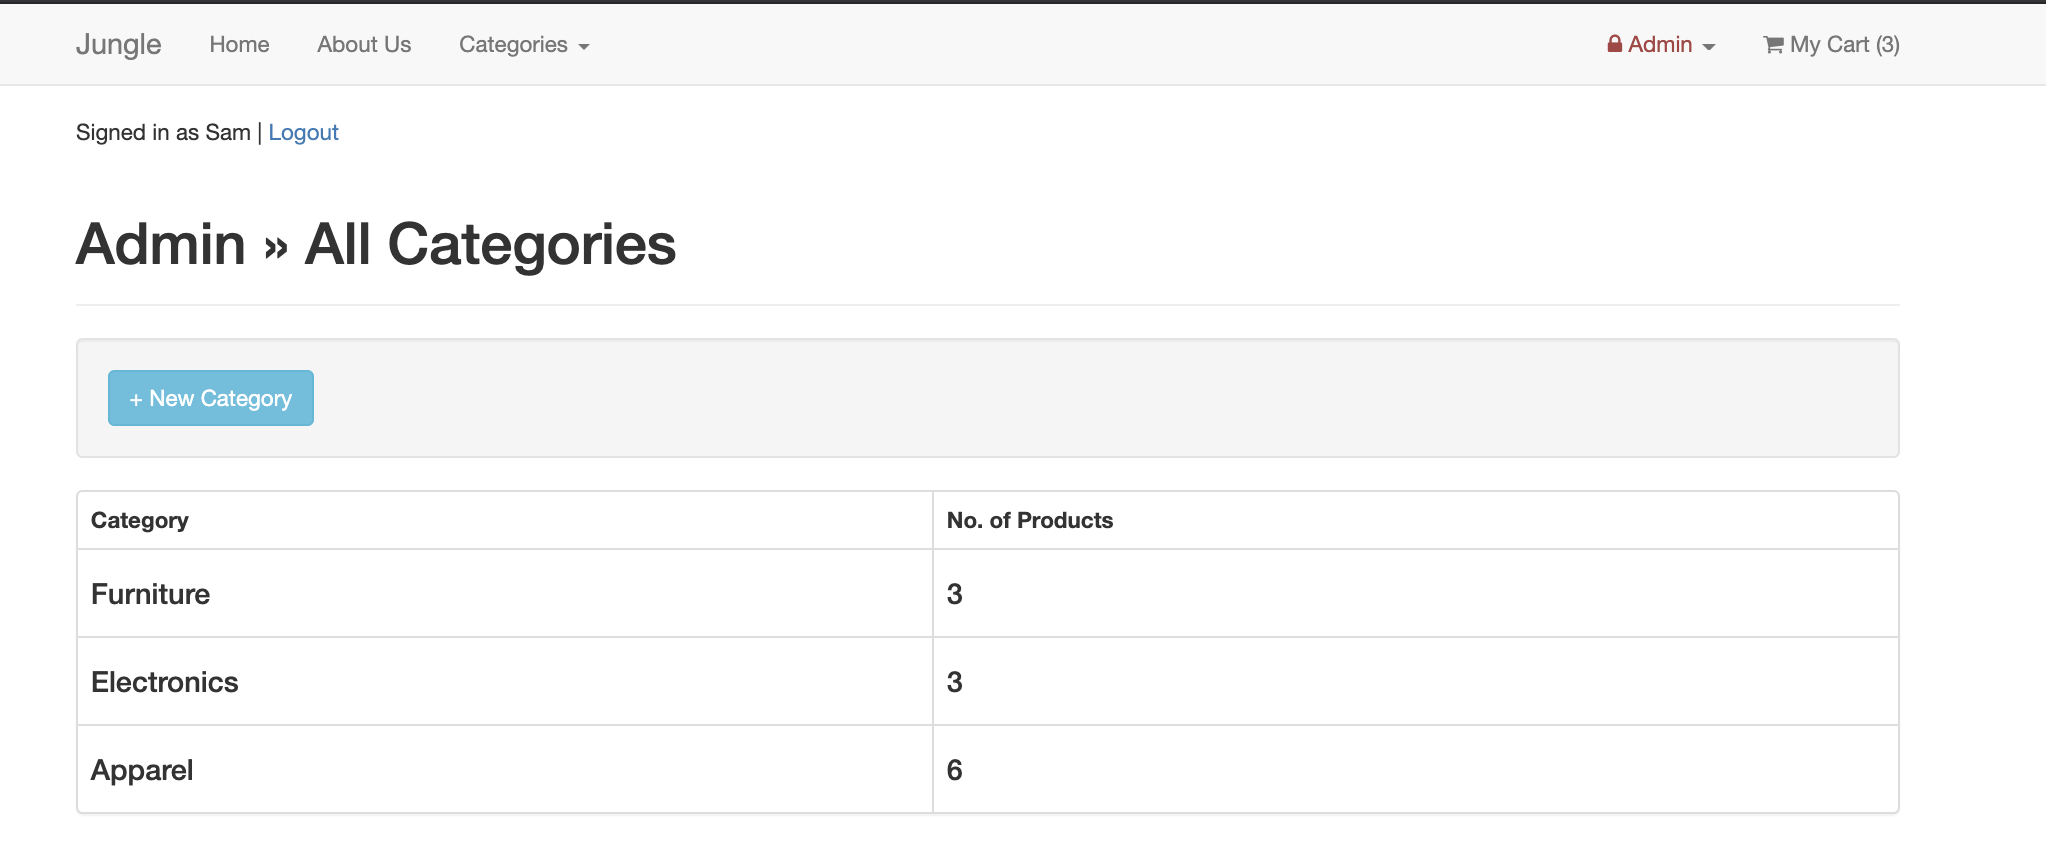 Jungle Home About Us Categories Admin My Cart (3)
Signed in as Sam | Logout
Admin » All Categories
+ New Category
Category No. of Products
Furniture 3
Electronics 3
Apparel 6